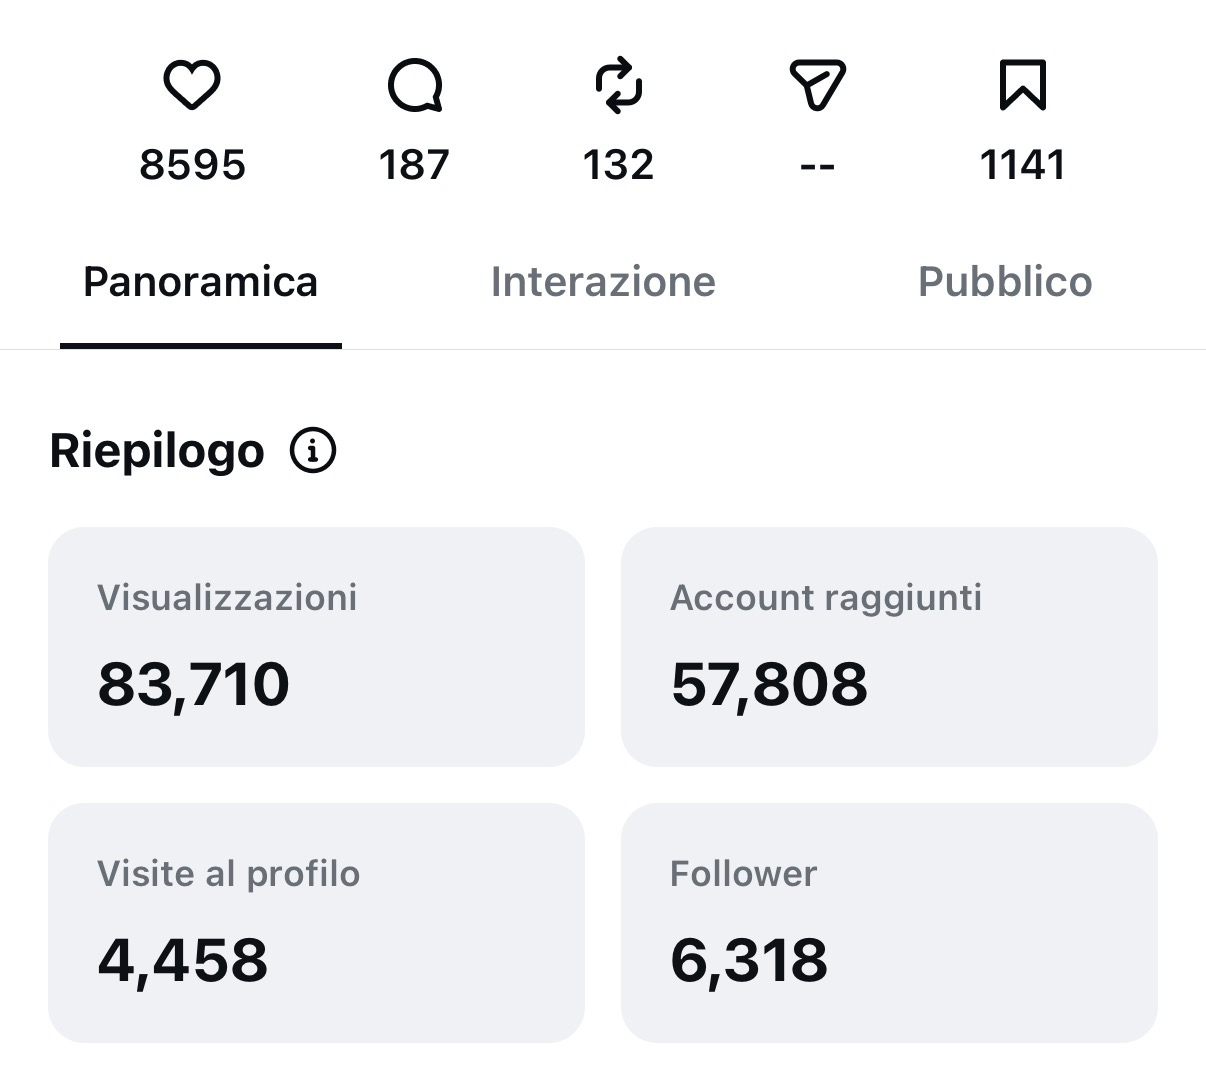 8595 187 132 -- 1141
Panoramica Interazione Pubblico
Riepilogo
Visualizzazioni Account raggiunti
83,710 57,808
Visite al profilo Follower
4,458 6,318